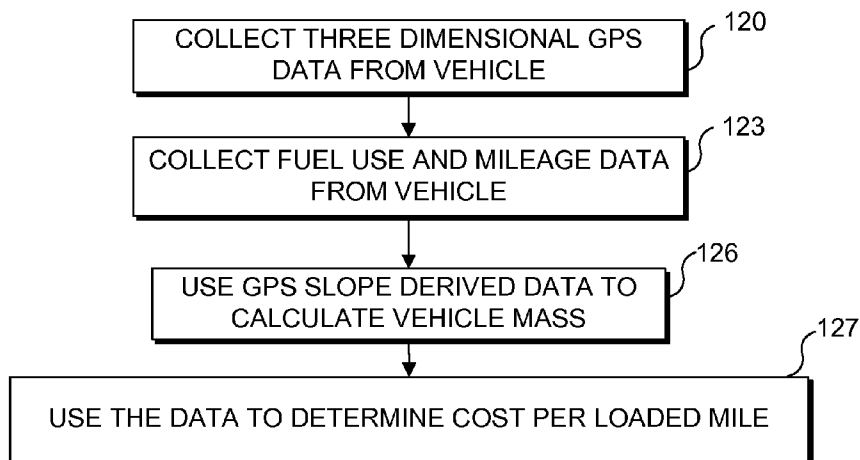 COLLECT THREE DIMENSIONAL GPS
DATA FROM VEHICLE
120
COLLECT FUEL USE AND MILEAGE DATA
FROM VEHICLE
123
USE GPS SLOPE DERIVED DATA TO
CALCULATE VEHICLE MASS
126
USE THE DATA TO DETERMINE COST PER LOADED MILE
127